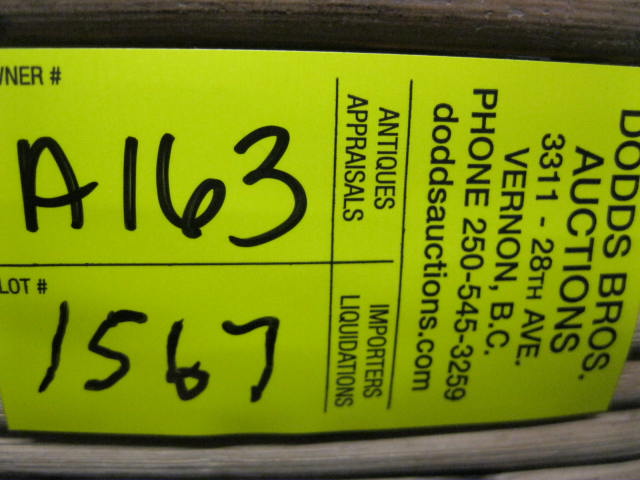 DODDS BROS.
AUCTIONS
3311 - 28TH AVE.
VERNON, B.C.
PHONE 250-545-3259
doddsauctions.com
ANTIQUES
APPRAISALS
IMPORTERS
LIQUIDATIONS
WNER #
A163
LOT #
1567